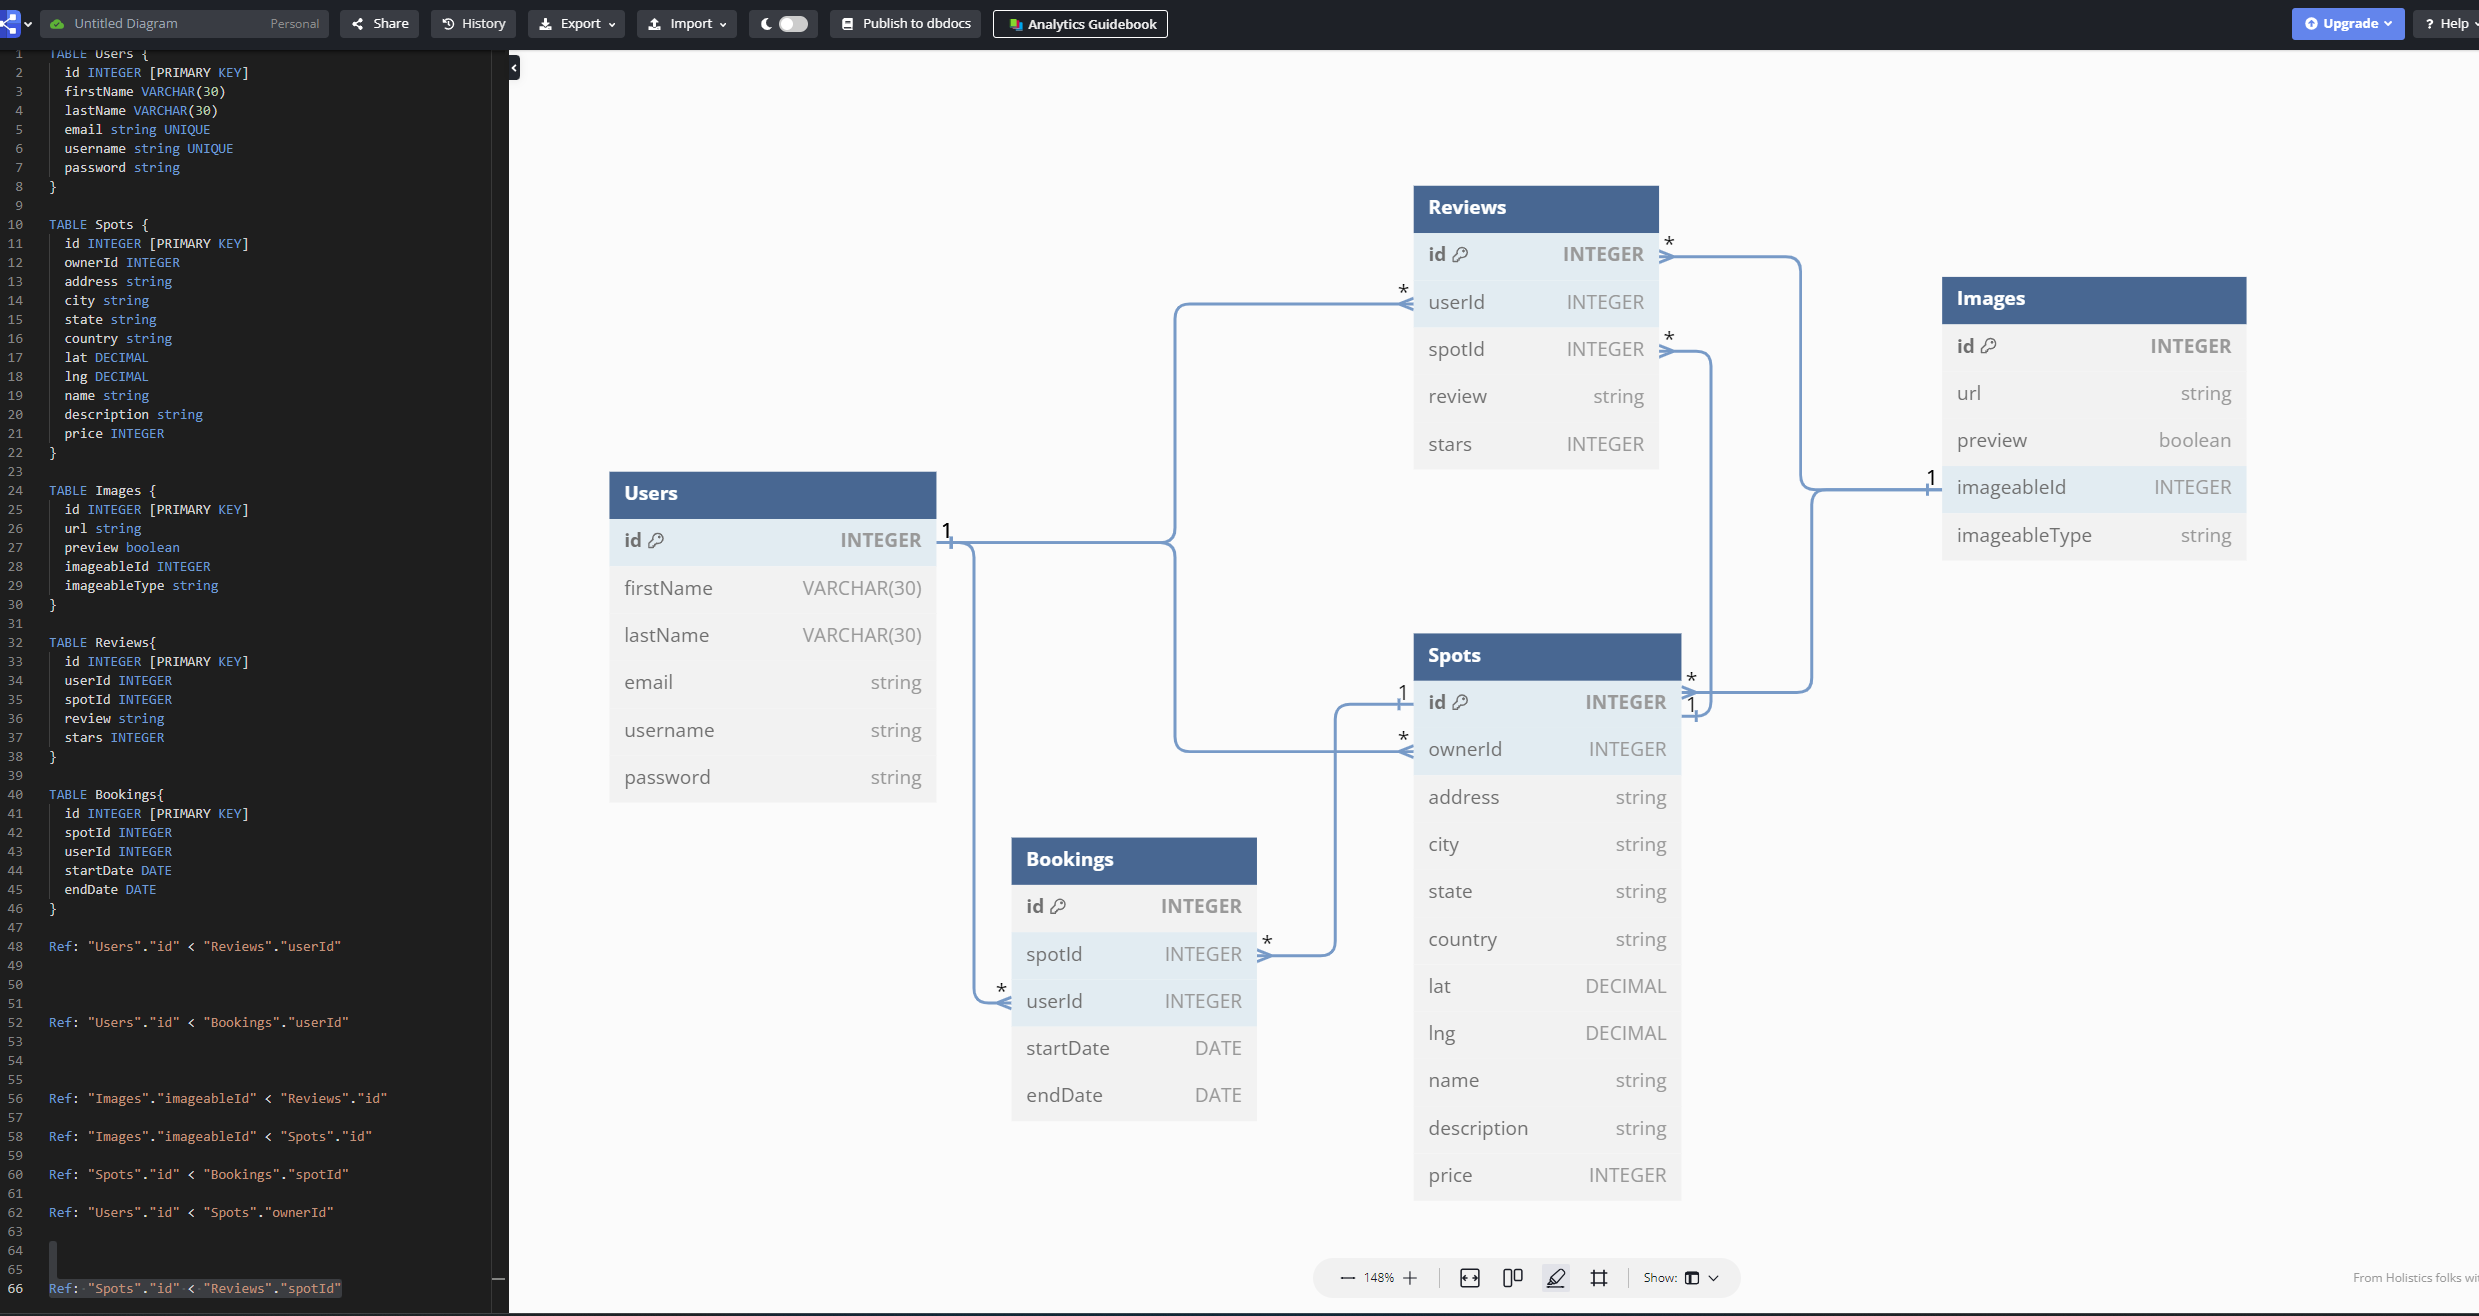 Untitled Diagram Personal Share History Export Import Publish to dbdocs Analytics Guidebook Upgrade ? Help
1 TABLE Users {
2 id INTEGER [PRIMARY KEY]
3 firstName VARCHAR(30)
4 lastName VARCHAR(30)
5 email string UNIQUE
6 username string UNIQUE
7 password string
8 }
9
10 TABLE Spots {
11 id INTEGER [PRIMARY KEY]
12 ownerId INTEGER
13 address string
14 city string
15 state string
16 country string
17 lat DECIMAL
18 lng DECIMAL
19 name string
20 description string
21 price INTEGER
22 }
23
24 TABLE Images {
25 id INTEGER [PRIMARY KEY]
26 url string
27 preview boolean
28 imageableId INTEGER
29 imageableType string
30 }
31
32 TABLE Reviews{
33 id INTEGER [PRIMARY KEY]
34 userId INTEGER
35 spotId INTEGER
36 review string
37 stars INTEGER
38 }
39
40 TABLE Bookings{
41 id INTEGER [PRIMARY KEY]
42 spotId INTEGER
43 userId INTEGER
44 startDate DATE
45 endDate DATE
46 }
47
48 Ref: "Users"."id" < "Reviews"."userId"
49
50
51
52 Ref: "Users"."id" < "Bookings"."userId"
53
54
55
56 Ref: "Images"."imageableId" < "Reviews"."id"
57
58 Ref: "Images"."imageableId" < "Spots"."id"
59
60 Ref: "Spots"."id" < "Bookings"."spotId"
61
62 Ref: "Users"."id" < "Spots"."ownerId"
63
64
65
66 Ref: "Spots"."id" < "Reviews"."spotId"
Users
id INTEGER 1
firstName VARCHAR(30)
lastName VARCHAR(30)
email string
username string
password string
Bookings
id INTEGER
spotId INTEGER *
* userId INTEGER
startDate DATE
endDate DATE
Reviews
id INTEGER *
* userId INTEGER
spotId INTEGER *
review string
stars INTEGER
Spots
1 id INTEGER * 1
* ownerId INTEGER
address string
city string
state string
country string
lat DECIMAL
lng DECIMAL
name string
description string
price INTEGER
Images
id INTEGER
url string
preview boolean
1 imageableId INTEGER
imageableType string
148% Show:
From Holistics folks